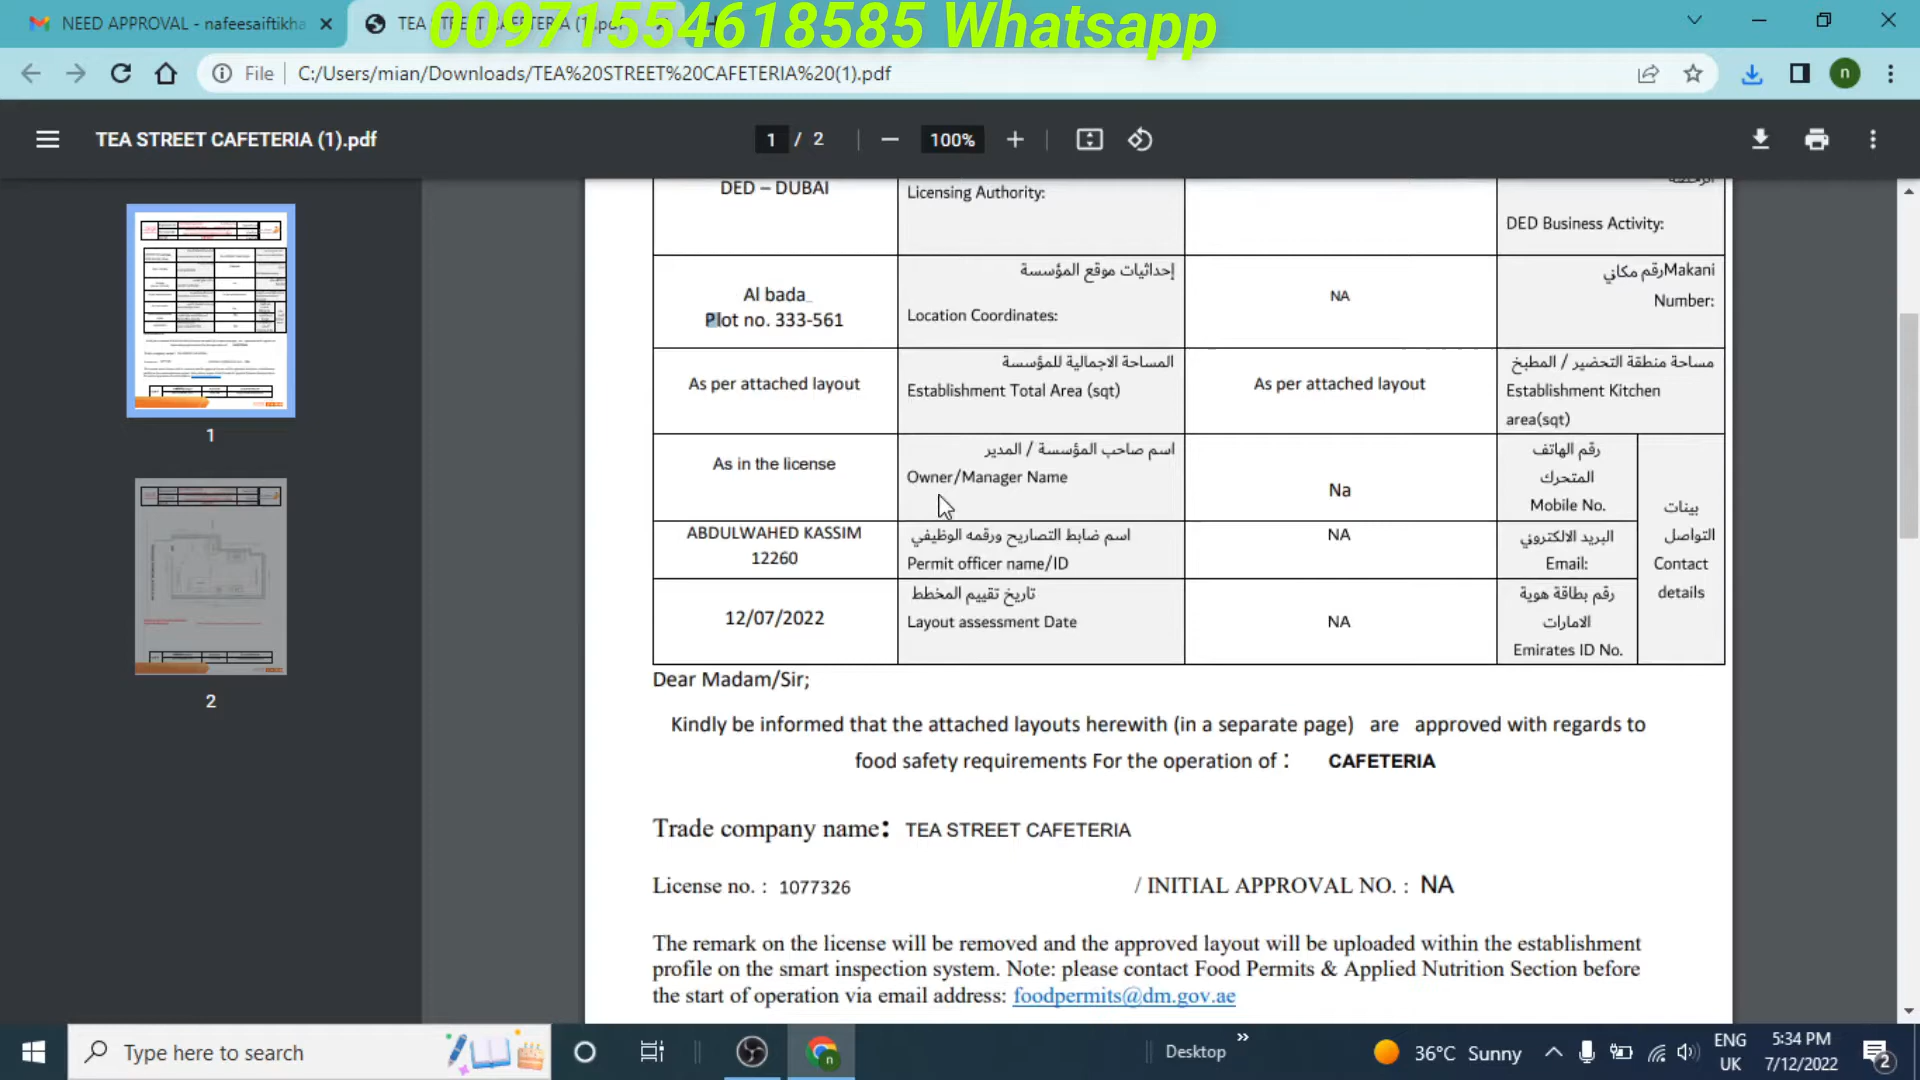 NEED APPROVAL - nafeesaiftikha
00971554618585 Whatsapp
File
C:/Users/mian/Downloads/TEA%20STREET%20CAFETERIA%20(1).pdf
n
TEA STREET CAFETERIA (1).pdf
1 / 2
100%
1
2
DED – DUBAI
Licensing Authority:
DED Business Activity:
Al bada_
Plot no. 333-561
إحداثيات موقع المؤسسة
Location Coordinates:
NA
رقم مكاني Makani
Number:
As per attached layout
المساحة الاجمالية للمؤسسة
Establishment Total Area (sqt)
As per attached layout
مساحة منطقة التحضير / المطبخ
Establishment Kitchen
area(sqt)
As in the license
اسم صاحب المؤسسة / المدير
Owner/Manager Name
Na
رقم الهاتف
المتحرك
Mobile No.
بينات
التواصل
Contact
details
ABDULWAHED KASSIM
12260
اسم ضابط التصاريح ورقمه الوظيفي
Permit officer name/ID
NA
البريد الالكتروني
Email:
12/07/2022
تاريخ تقييم المخطط
Layout assessment Date
NA
رقم بطاقة هوية
الامارات
Emirates ID No.
Dear Madam/Sir;
Kindly be informed that the attached layouts herewith (in a separate page) are approved with regards to
food safety requirements For the operation of : CAFETERIA
Trade company name: TEA STREET CAFETERIA
License no. : 1077326 / INITIAL APPROVAL NO. : NA
The remark on the license will be removed and the approved layout will be uploaded within the establishment
profile on the smart inspection system. Note: please contact Food Permits & Applied Nutrition Section before
the start of operation via email address: foodpermits@dm.gov.ae
Type here to search
n
Desktop
36°C Sunny
ENG
UK
5:34 PM
7/12/2022
2